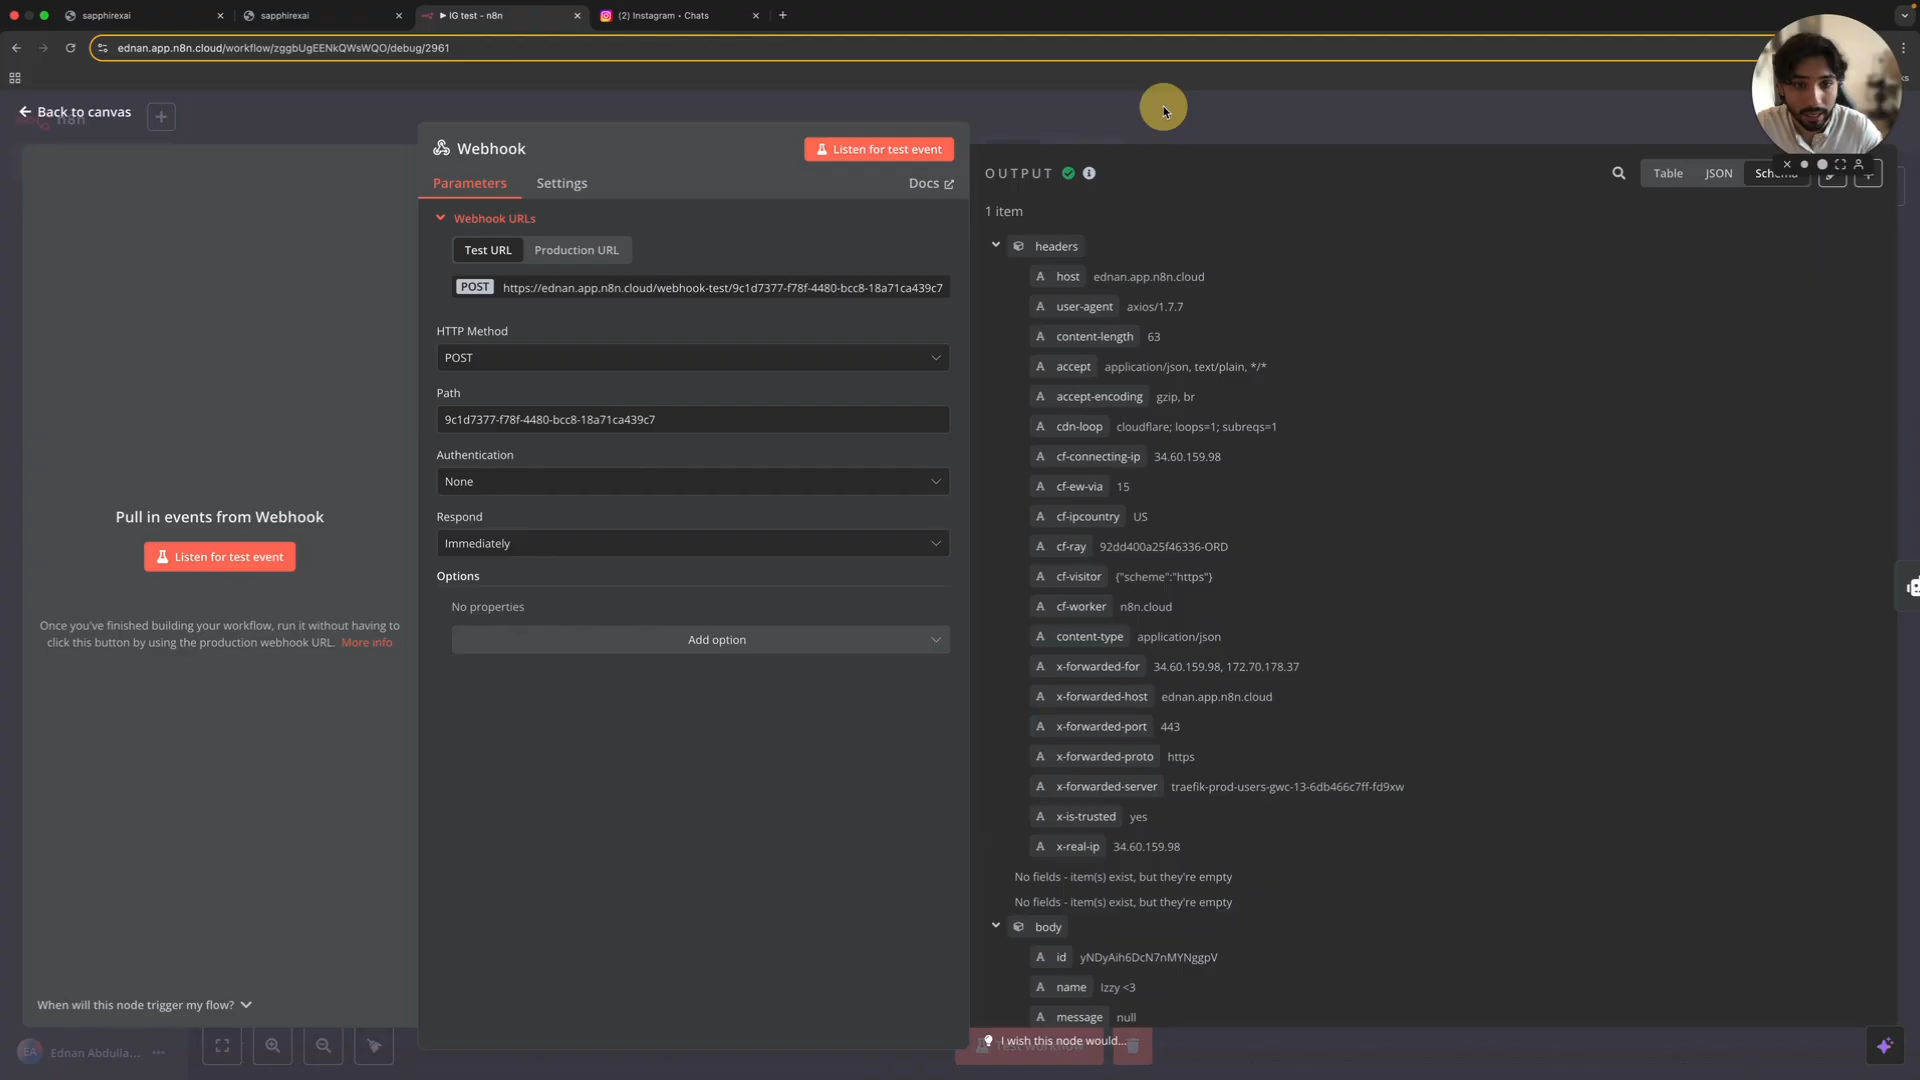 sapphirexai
sapphirexai
▶ IG test - n8n
(2) Instagram • Chats
ednan.app.n8n.cloud/workflow/zggbUgEENkQWsWQO/debug/2961
Back to canvas
Webhook
Listen for test event
Parameters
Settings
Docs
Webhook URLs
Test URL
Production URL
POST
https://ednan.app.n8n.cloud/webhook-test/9c1d7377-f78f-4480-bcc8-18a71ca439c7
HTTP Method
POST
Path
9c1d7377-f78f-4480-bcc8-18a71ca439c7
Authentication
None
Respond
Immediately
Options
No properties
Add option
Pull in events from Webhook
Listen for test event
Once you've finished building your workflow, run it without having to
click this button by using the production webhook URL. More info
When will this node trigger my flow?
EA Ednan Abdulla...
OUTPUT
Table
JSON
Schema
1 item
headers
A host ednan.app.n8n.cloud
A user-agent axios/1.7.7
A content-length 63
A accept application/json, text/plain, */*
A accept-encoding gzip, br
A cdn-loop cloudflare; loops=1; subreqs=1
A cf-connecting-ip 34.60.159.98
A cf-ew-via 15
A cf-ipcountry US
A cf-ray 92dd400a25f46336-ORD
A cf-visitor {"scheme":"https"}
A cf-worker n8n.cloud
A content-type application/json
A x-forwarded-for 34.60.159.98, 172.70.178.37
A x-forwarded-host ednan.app.n8n.cloud
A x-forwarded-port 443
A x-forwarded-proto https
A x-forwarded-server traefik-prod-users-gwc-13-6db466c7ff-fd9xw
A x-is-trusted yes
A x-real-ip 34.60.159.98
No fields - item(s) exist, but they're empty
No fields - item(s) exist, but they're empty
body
A id yNDyAih6DcN7nMYNggpV
A name Izzy <3
A message null
I wish this node would...